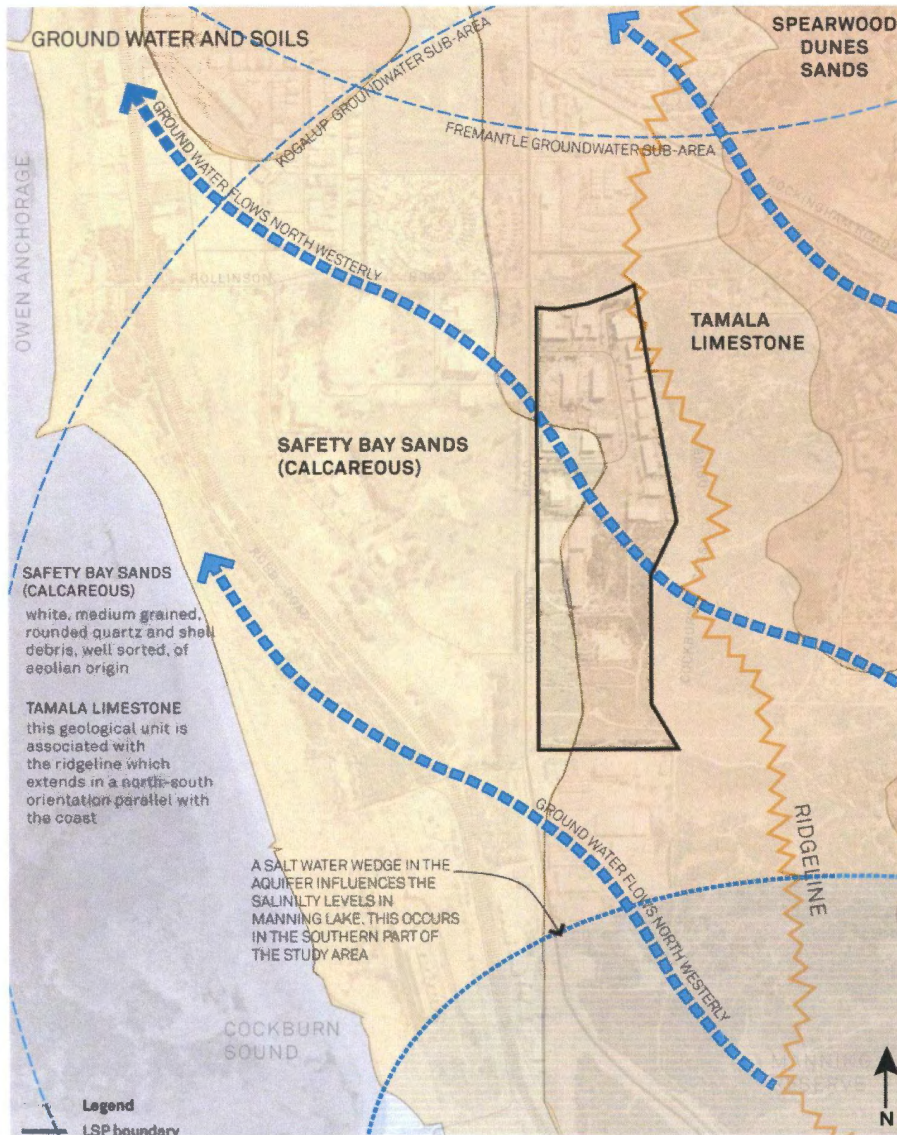 GROUND WATER AND SOILS
SPEARWOOD
DUNES
SANDS
KOGALUP GROUNDWATER SUB-AREA
FREMANTLE GROUNDWATER SUB-AREA
GROUND WATER FLOWS NORTH WESTERLY
OWEN ANCHORAGE
ROLLINSON ROAD
ROCKINGHAM ROAD
TAMALA
LIMESTONE
SAFETY BAY SANDS
(CALCAREOUS)
SAFETY BAY SANDS
(CALCAREOUS)
white, medium grained,
rounded quartz and shell
debris, well sorted, of
aeolian origin
TAMALA LIMESTONE
this geological unit is
associated with
the ridgeline which
extends in a north-south
orientation parallel with
the coast
GROUND WATER FLOWS NORTH WESTERLY
RIDGELINE
A SALT WATER WEDGE IN THE
AQUIFER INFLUENCES THE
SALINILTY LEVELS IN
MANNING LAKE. THIS OCCURS
IN THE SOUTHERN PART OF
THE STUDY AREA
COCKBURN
SOUND
MANNING
RESERVE
N
Legend
LSP boundary